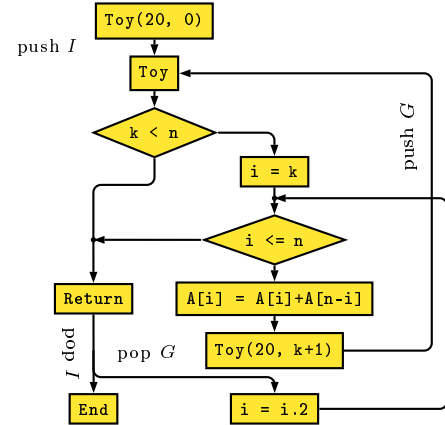 Toy(20, 0)
push I
Toy
k < n
push G
i = k
i <= n
Return
A[i] = A[i]+A[n-i]
Toy(20, k+1)
pop I
pop G
End
i = i.2